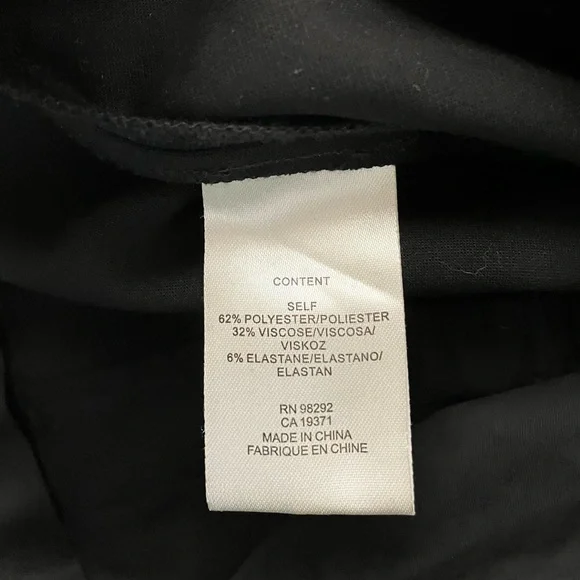 CONTENT
SELF
62% POLYESTER/POLIESTER
32% VISCOSE/VISCOSA/
VISKOZ
6% ELASTANE/ELASTANO/
ELASTAN
RN 98292
CA 19371
MADE IN CHINA
FABRIQUE EN CHINE